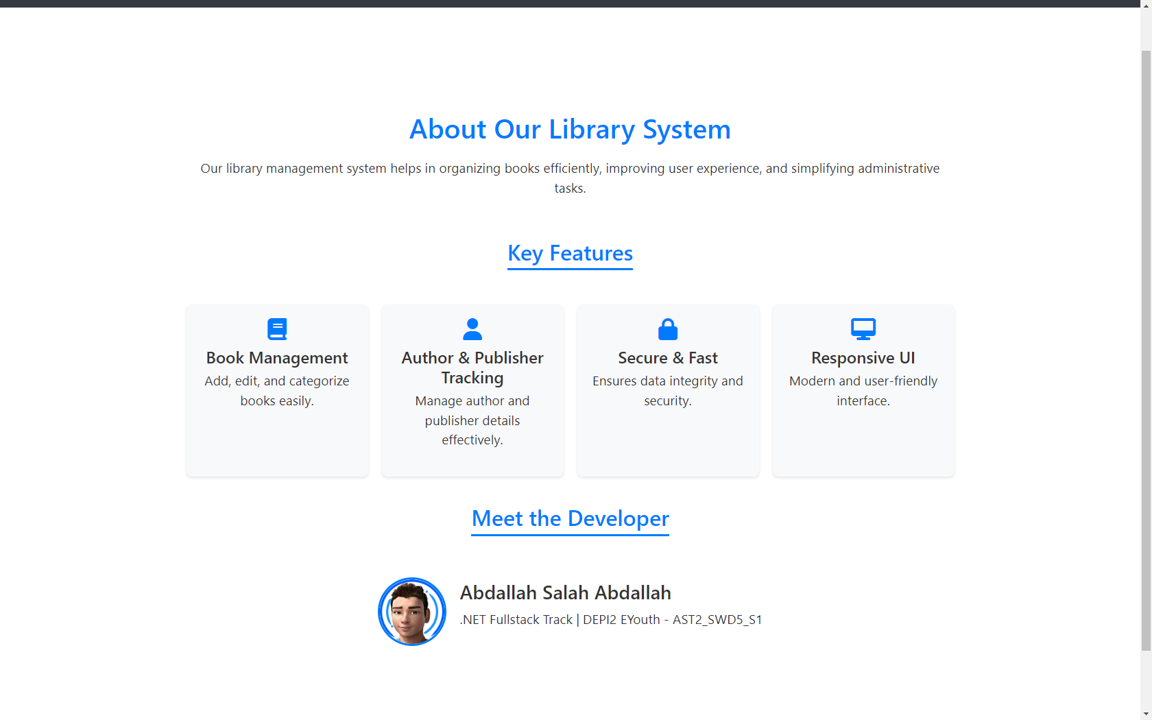 About Our Library System
Our library management system helps in organizing books efficiently, improving user experience, and simplifying administrative
tasks.
Key Features
Book Management
Add, edit, and categorize
books easily.
Author & Publisher
Tracking
Manage author and
publisher details
effectively.
Secure & Fast
Ensures data integrity and
security.
Responsive UI
Modern and user-friendly
interface.
Meet the Developer
Abdallah Salah Abdallah
.NET Fullstack Track | DEPI2 EYouth - AST2_SWD5_S1